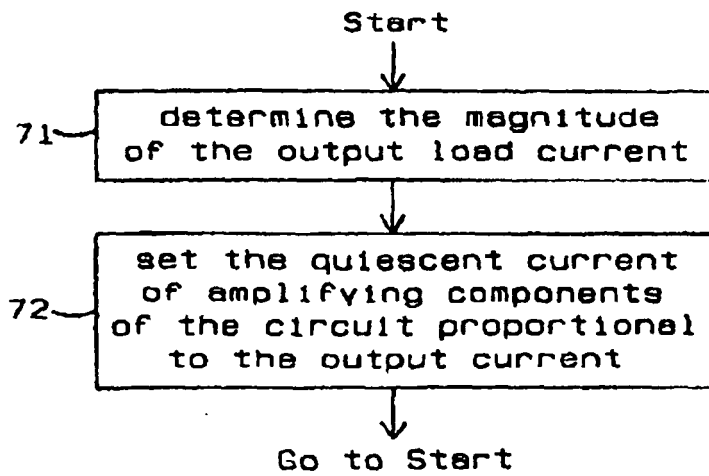 Start
71
determine the magnitude
of the output load current
72
set the quiescent current
of amplifying components
of the circuit proportional
to the output current
Go to Start